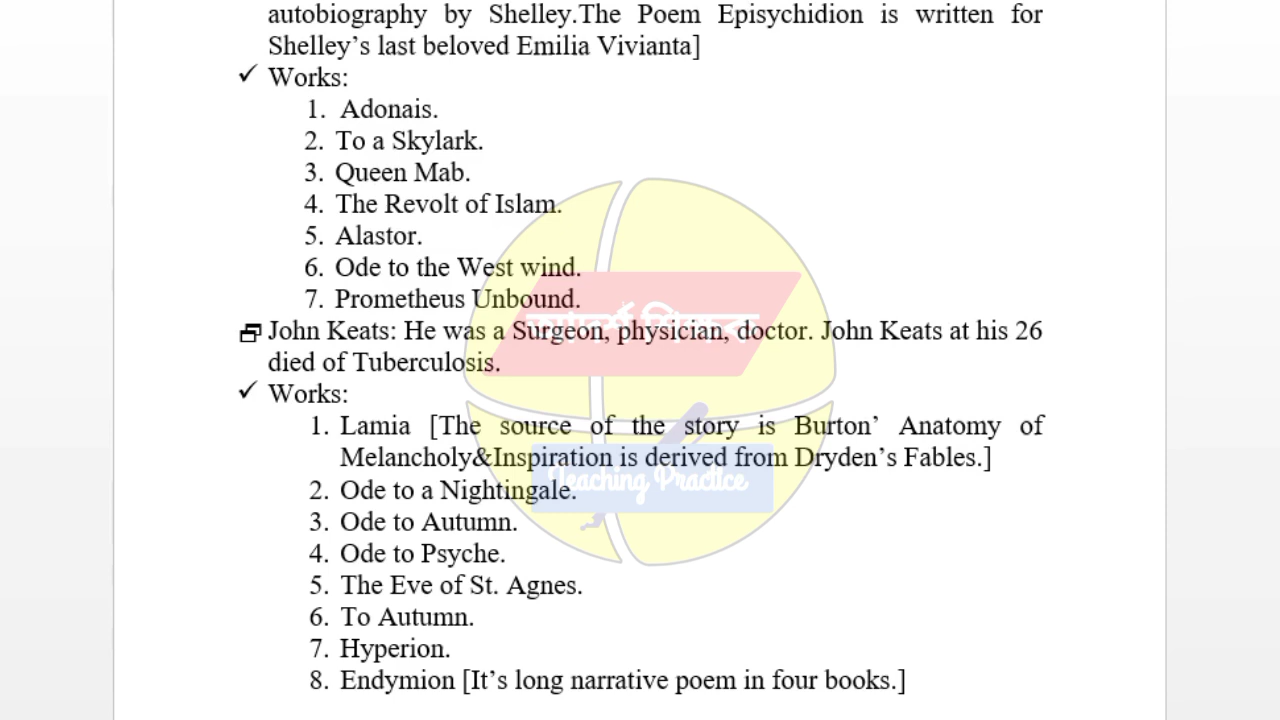 autobiography by Shelley.The Poem Episychidion is written for
Shelley’s last beloved Emilia Vivianta]
✓ Works:
1. Adonais.
2. To a Skylark.
3. Queen Mab.
4. The Revolt of Islam.
5. Alastor.
6. Ode to the West wind.
7. Prometheus Unbound.
John Keats: He was a Surgeon, physician, doctor. John Keats at his 26
died of Tuberculosis.
✓ Works:
1. Lamia [The source of the story is Burton’ Anatomy of
Melancholy&Inspiration is derived from Dryden’s Fables.]
2. Ode to a Nightingale.
3. Ode to Autumn.
4. Ode to Psyche.
5. The Eve of St. Agnes.
6. To Autumn.
7. Hyperion.
8. Endymion [It’s long narrative poem in four books.]
Teaching Practice